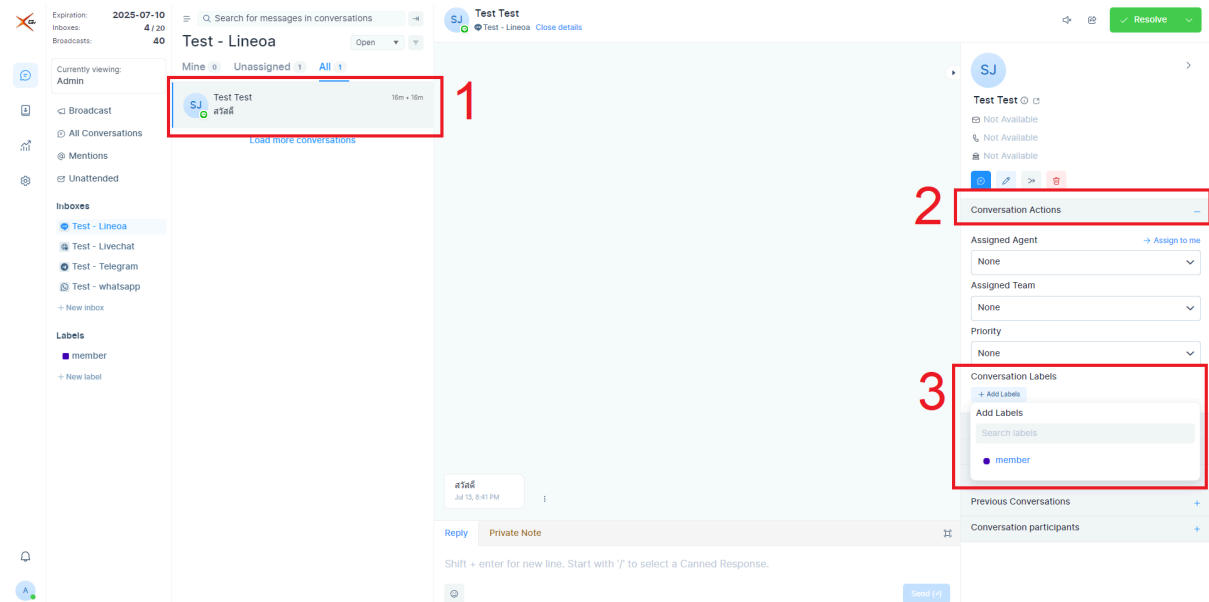 Expiration: 2025-07-10
Inboxes: 4 / 20
Broadcasts: 40
Currently viewing:
Admin
Broadcast
All Conversations
@ Mentions
Unattended
Inboxes
Test - Lineoa
Test - Livechat
Test - Telegram
Test - whatsapp
+ New inbox
Labels
member
+ New label
A
Search for messages in conversations
Test - Lineoa
Open
Mine 0 Unassigned 1 All 1
SJ
Test Test 16m • 16m
สวัสดี
Load more conversations
1
SJ
Test Test
Test - Lineoa Close details
Resolve
สวัสดี
Jul 13, 8:41 PM
Reply Private Note
Shift + enter for new line. Start with '/' to select a Canned Response.
Send (↵)
SJ
Test Test
Not Available
Not Available
Not Available
2
Conversation Actions –
Assigned Agent → Assign to me
None
Assigned Team
None
Priority
None
3
Conversation Labels
+ Add Labels
Add Labels
Search labels
member
Previous Conversations +
Conversation participants +